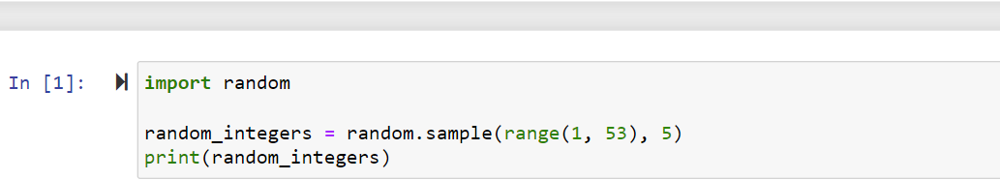 In [1]:
import random
random_integers = random.sample(range(1, 53), 5)
print(random_integers)